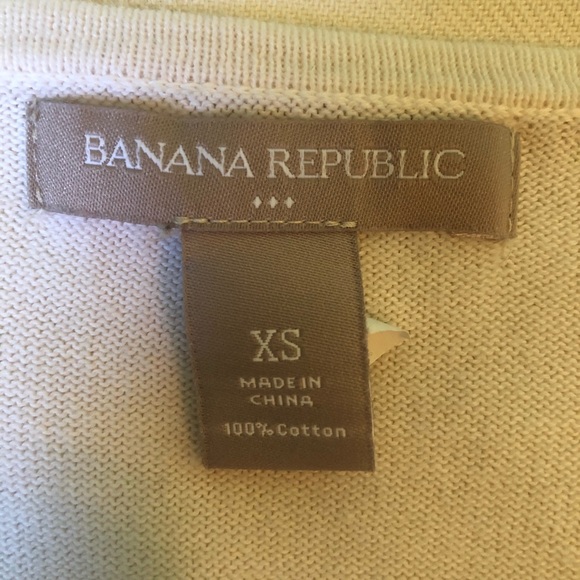 BANANA REPUBLIC
XS
MADE IN
CHINA
100% Cotton